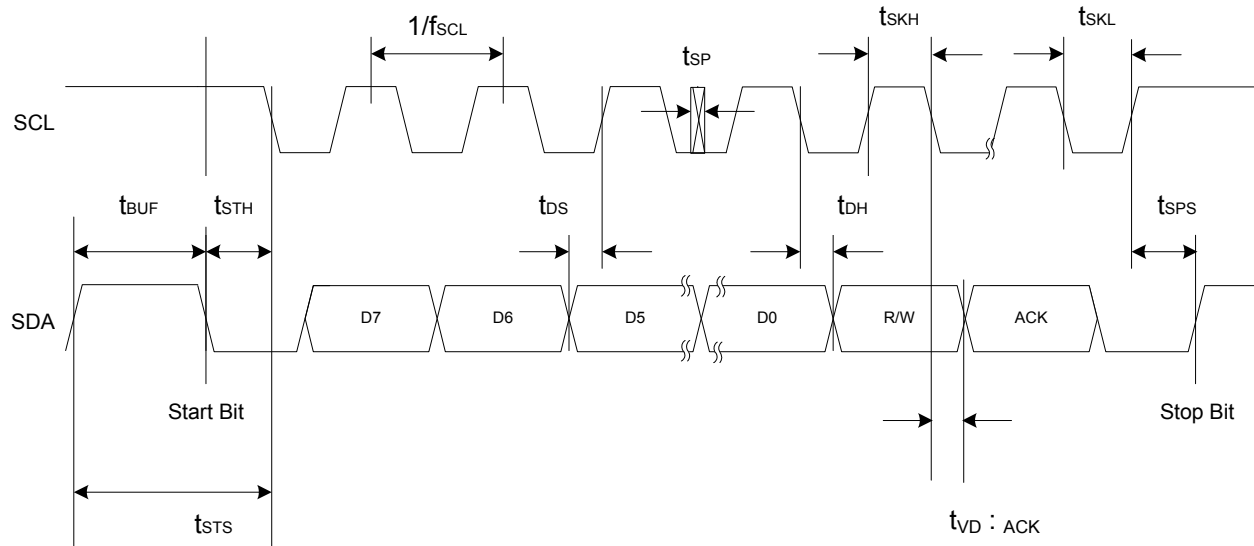 1/fSCL
tSP
tSKH
tSKL
SCL
tBUF
tSTH
tDS
tDH
tSPS
SDA
D7
D6
D5
D0
R/W
ACK
Start Bit
Stop Bit
tSTS
tVD : ACK